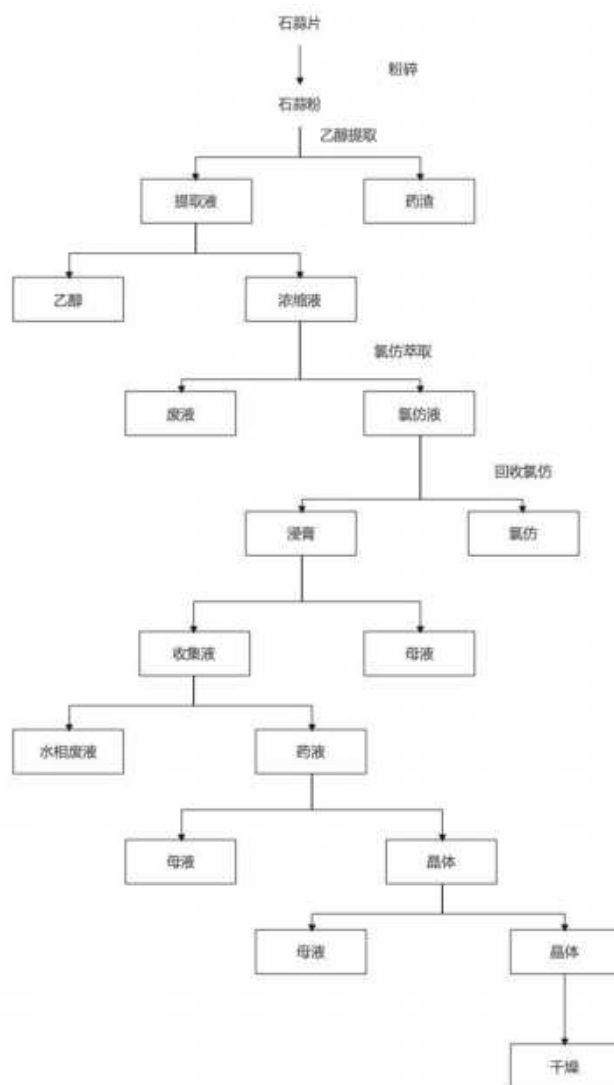 石蒜片
粉碎
石蒜粉
乙醇提取
提取液
药渣
乙醇
浓缩液
氯仿萃取
废液
氯仿液
回收氯仿
浸膏
氯仿
收集液
母液
水相废液
药液
母液
晶体
母液
晶体
干燥